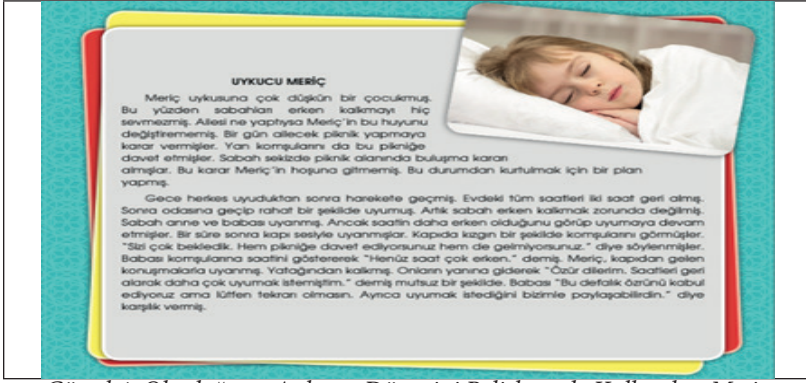 UYKUCU MERİÇ
Meriç uykusuna çok düşkün bir çocukmuş.
Bu yüzden sabahları erken kalkmayı hiç
sevmezmiş. Ailesi ne yaptıysa Meriç'in bu huyunu
değiştirememiş. Bir gün ailecek piknik yapmaya
karar vermişler. Yan komşularını da bu pikniğe
davet etmişler. Sabah sekizde piknik alanında buluşma kararı
almışlar. Bu karar Meriç'in hoşuna gitmemiş. Bu durumdan kurtulmak için bir plan
yapmış.
Gece herkes uyuduktan sonra harekete geçmiş. Evdeki tüm saatleri iki saat geri almış.
Sonra odasına geçip rahat bir şekilde uyumuş. Artık sabah erken kalkmak zorunda değilmiş.
Sabah anne ve babası uyanmış. Ancak saatin daha erken olduğunu görüp uyumaya devam
etmişler. Bir süre sonra kapı sesiyle uyanmışlar. Kapıda kızgın bir şekilde komşularını görmüşler.
"Sizi çok bekledik. Hem pikniğe davet ediyorsunuz hem de gelmiyorsunuz." diye söylenmişler.
Babası komşularına saatini göstererek "Henüz saat çok erken." demiş. Meriç, kapıdan gelen
konuşmalarla uyanmış. Yatağından kalkmış. Onların yanına giderek "Özür dilerim. Saatleri geri
alarak daha çok uyumak istemiştim." demiş mutsuz bir şekilde. Babası "Bu defalık özrünü kabul
ediyoruz ama lütfen tekrarı olmasın. Ayrıca uyumak istediğini bizimle paylaşabilirdin." diye
karşılık vermiş.